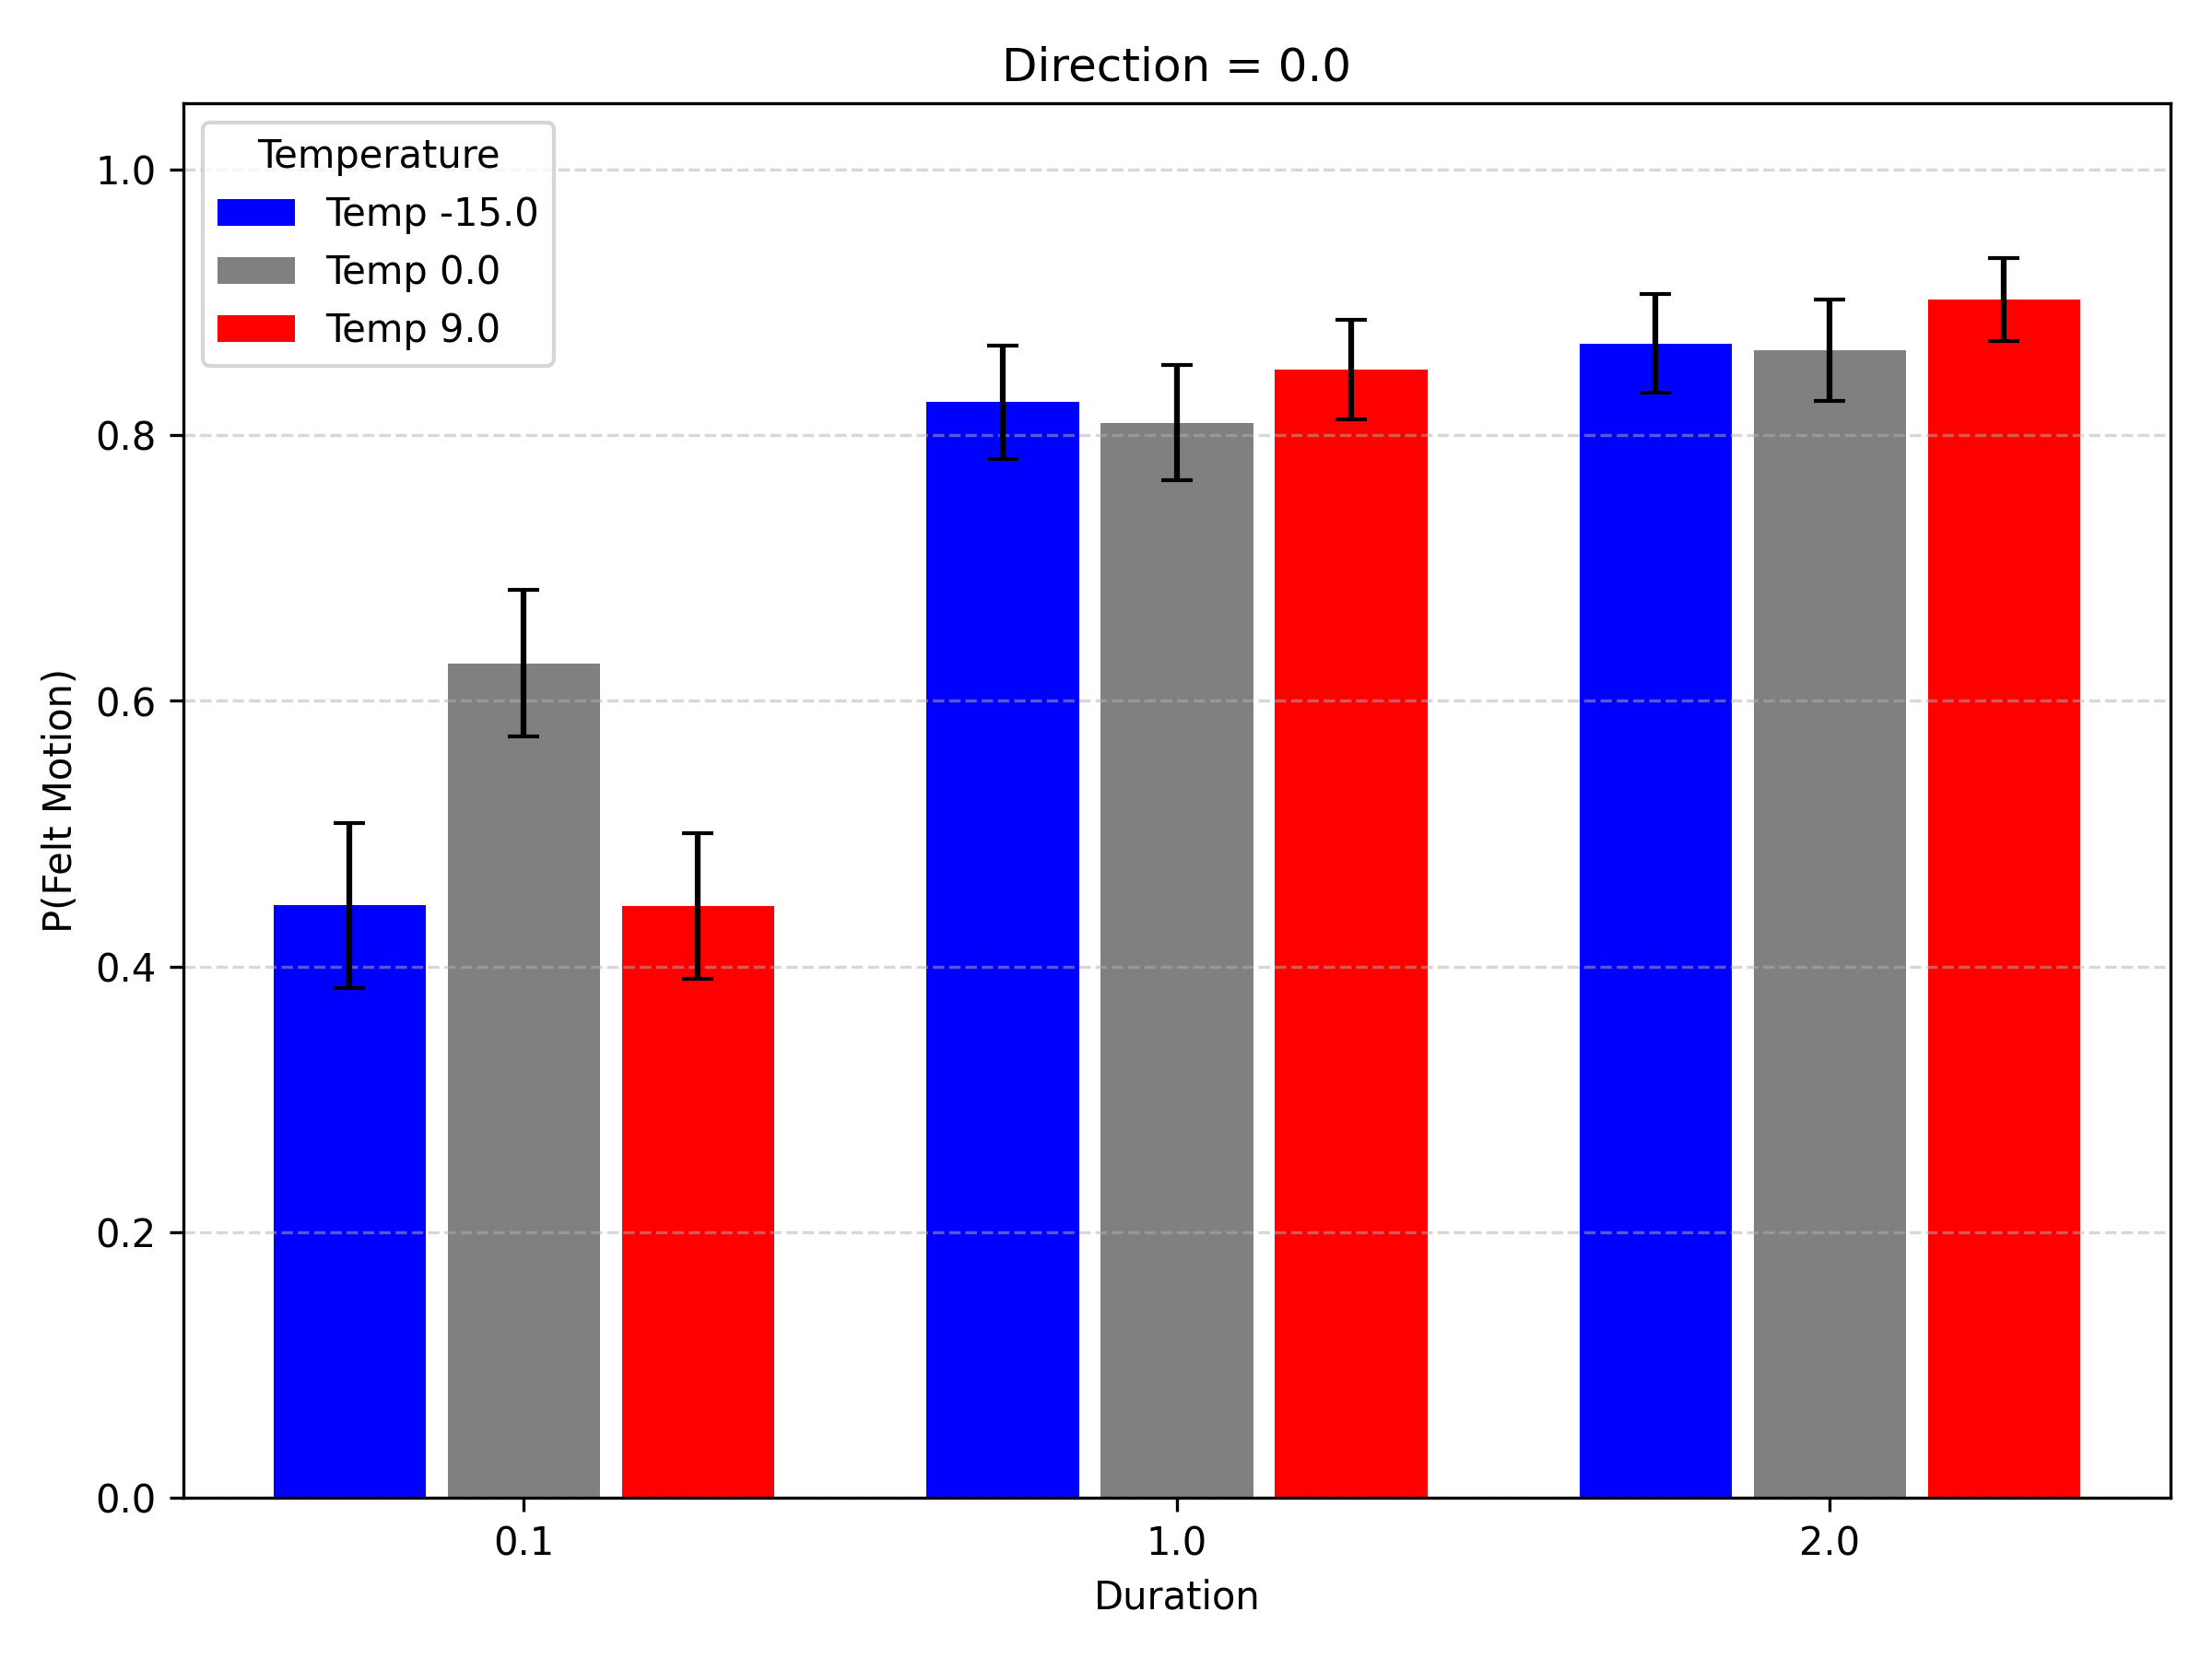 Direction = 0.0
Temperature
Temp -15.0
Temp 0.0
Temp 9.0
P(Felt Motion)
1.0
0.8
0.6
0.4
0.2
0.0
0.1
1.0
2.0
Duration